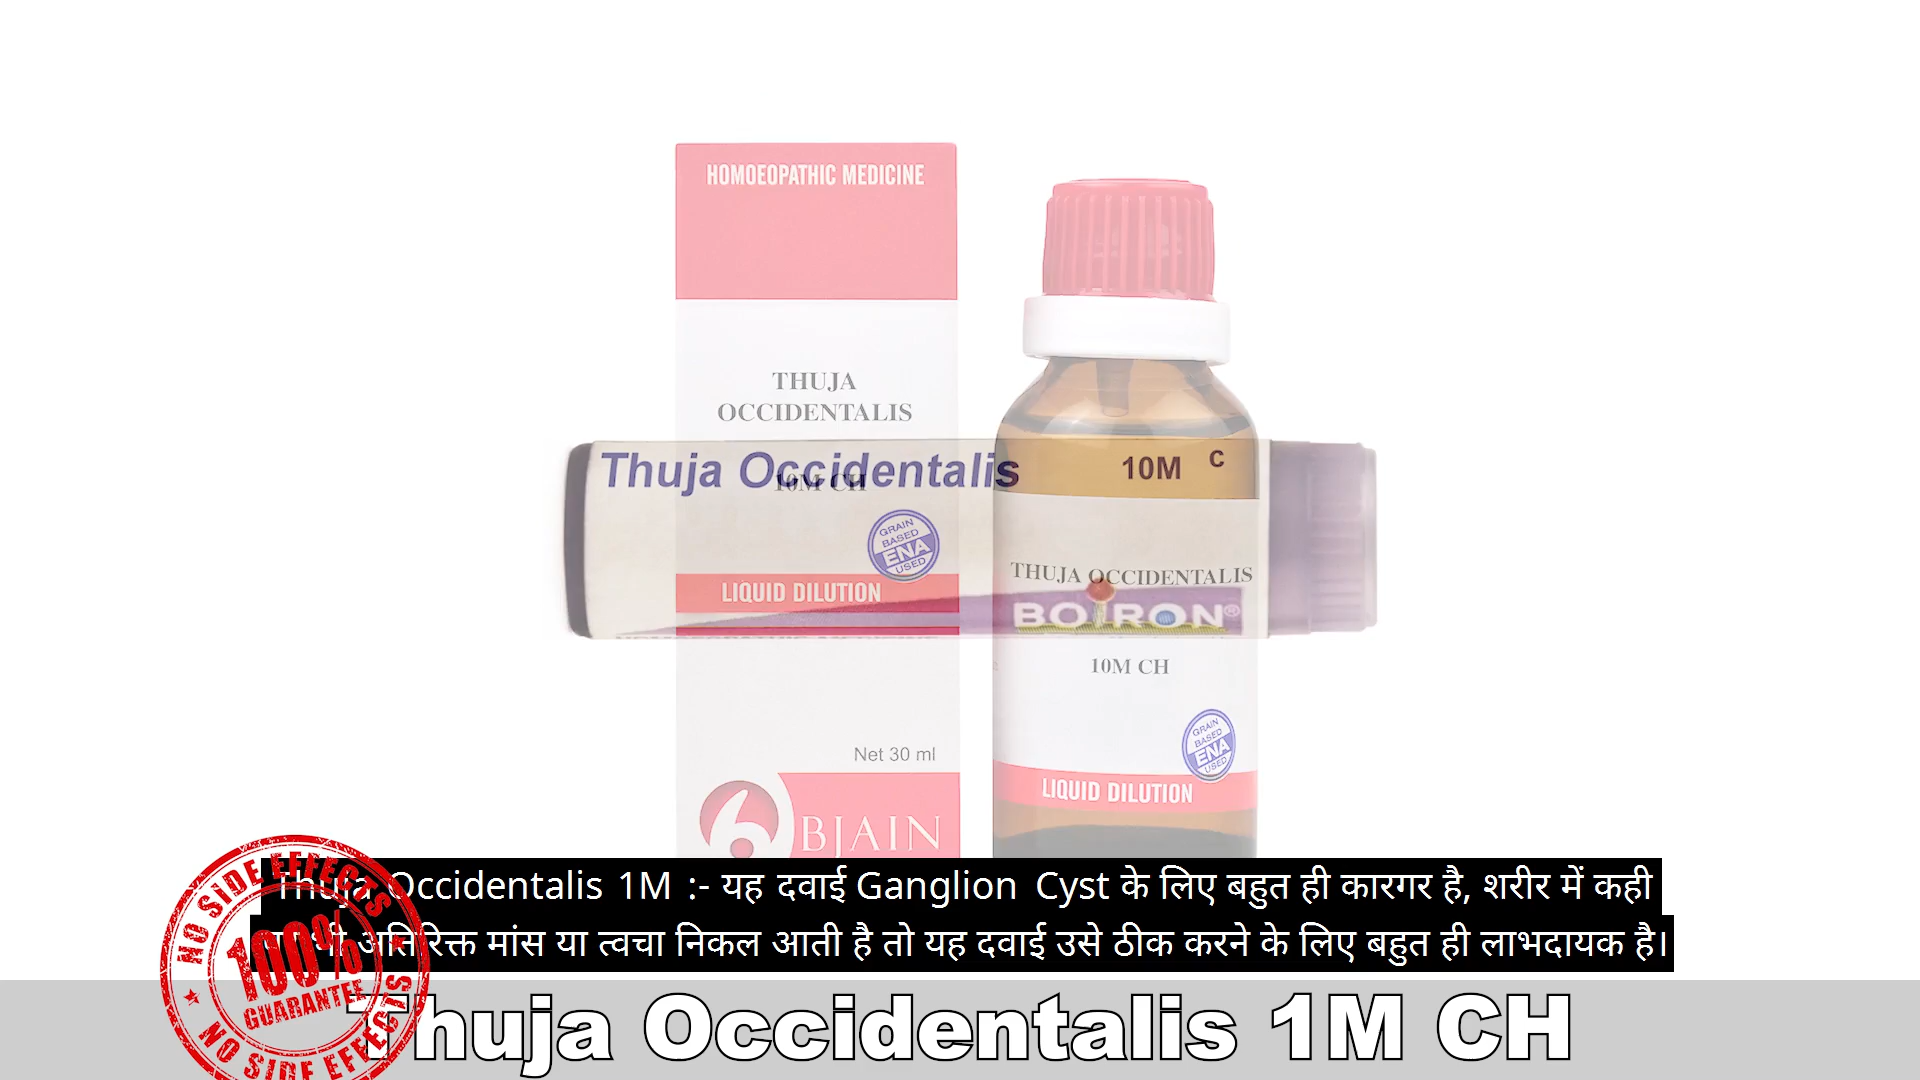 HOMOEOPATHIC MEDICINE
THUJA
OCCIDENTALIS
10M CH
Thuja Occidentalis
10M C
GRAIN
BASED
ENA
USED
LIQUID DILUTION
THUJA OCCIDENTALIS
BOIRON®
10M CH
GRAIN
BASED
ENA
USED
Net 30 ml
LIQUID DILUTION
BJAIN
Thuja Occidentalis 1M :- यह दवाई Ganglion Cyst के लिए बहुत ही कारगर है, शरीर में कही
भी अतिरिक्त मांस या त्वचा निकल आती है तो यह दवाई उसे ठीक करने के लिए बहुत ही लाभदायक है।
NO SIDE EFFECTS
100%
GUARANTEE
NO SIDE EFFECTS
Thuja Occidentalis 1M CH